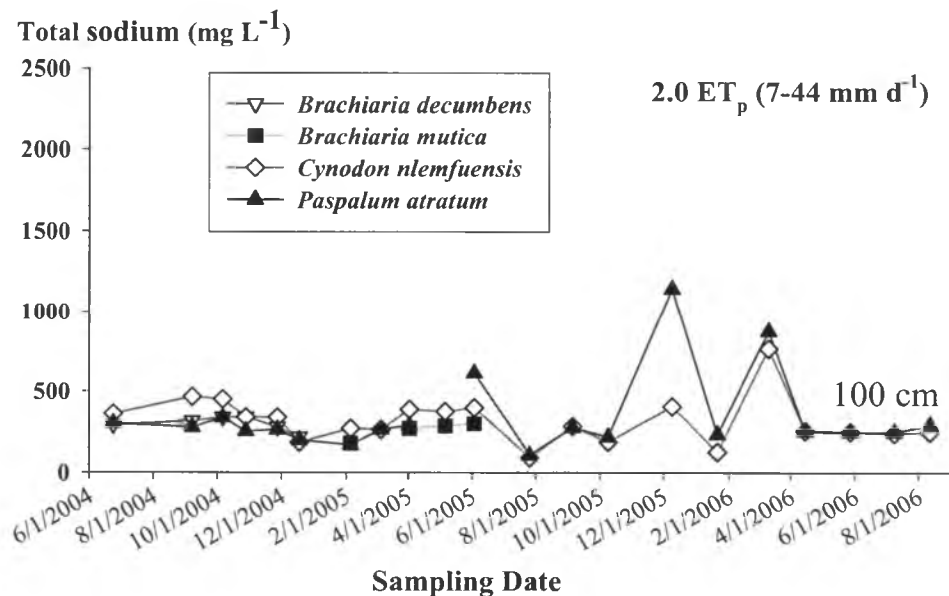 Total sodium (mg L-1)
2500
2000
1500
1000
500
0
Brachiaria decumbens
Brachiaria mutica
Cynodon nlemfuensis
Paspalum atratum
2.0 ETp (7-44 mm d-1)
100 cm
6/1/2004
8/1/2004
10/1/2004
12/1/2004
2/1/2005
4/1/2005
6/1/2005
8/1/2005
10/1/2005
12/1/2005
2/1/2006
4/1/2006
6/1/2006
8/1/2006
Sampling Date